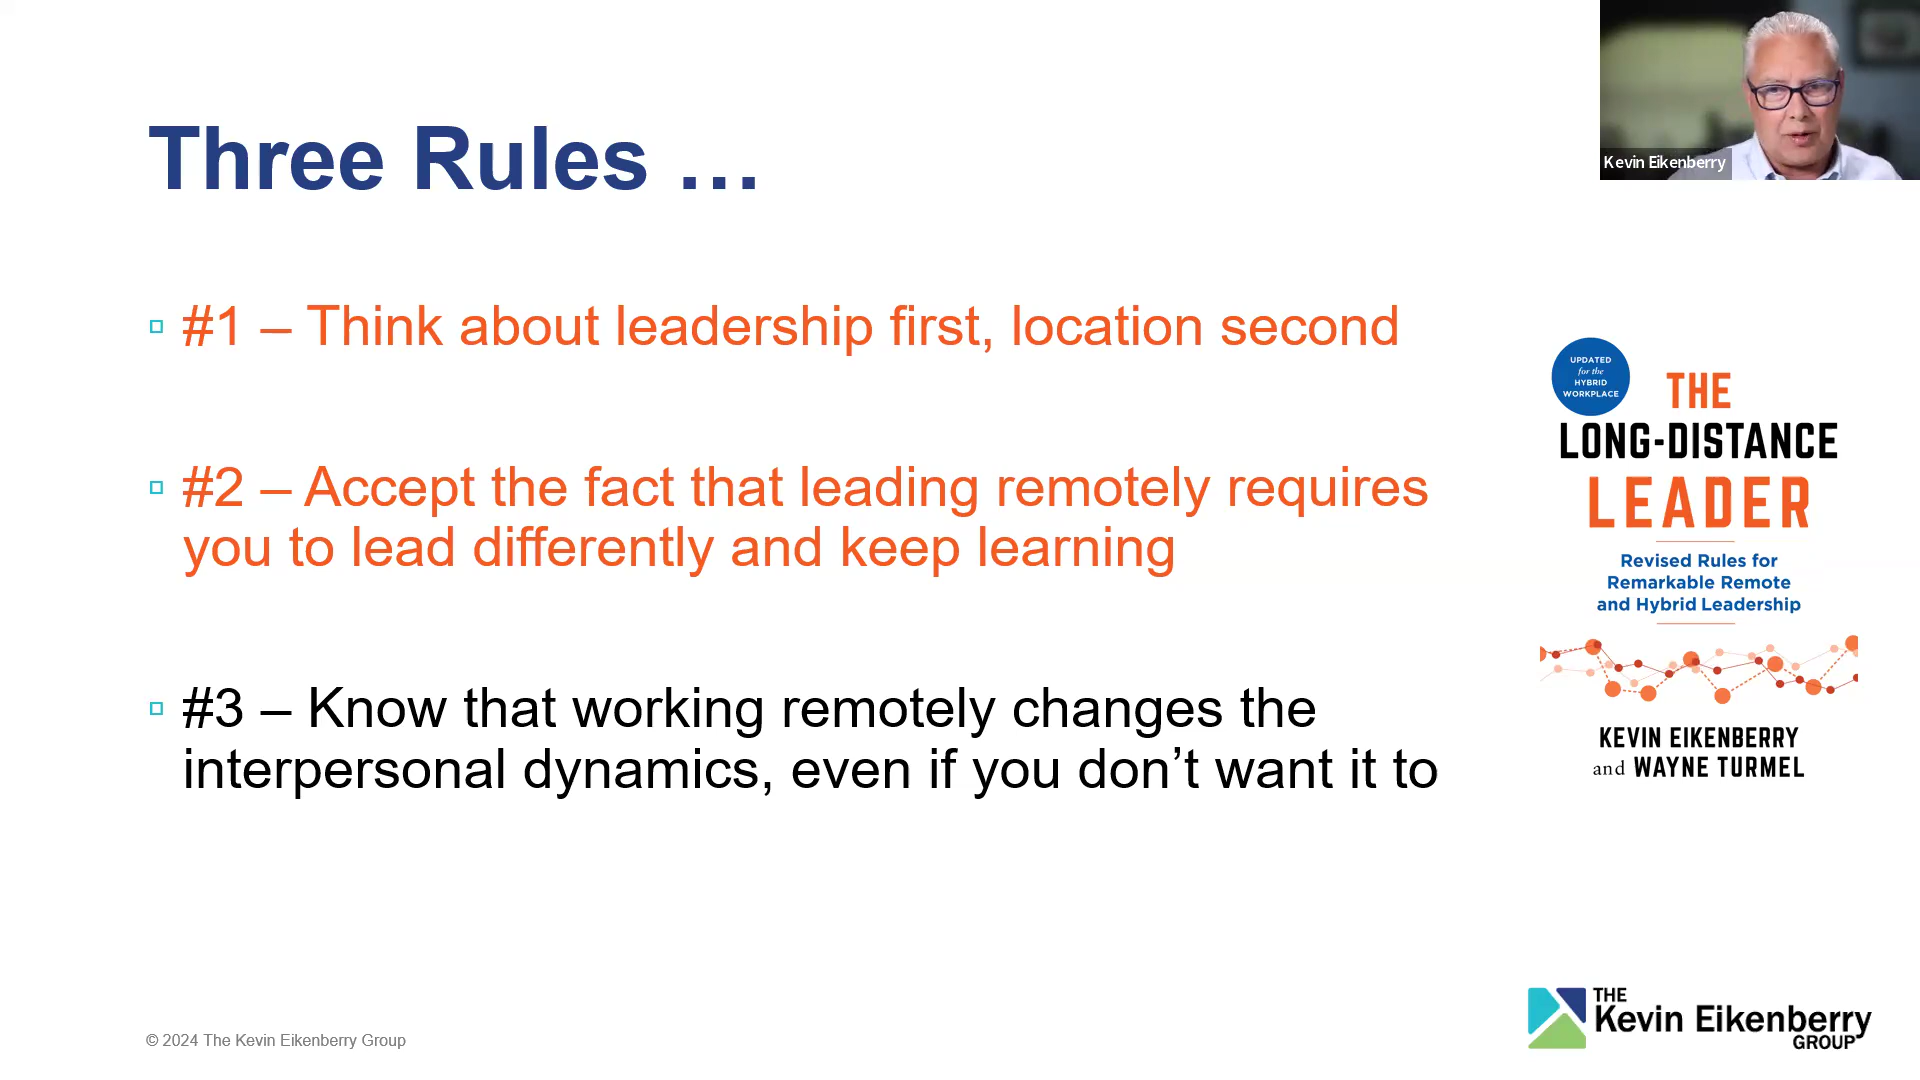 Kevin Eikenberry
Three Rules …
#1 – Think about leadership first, location second
#2 – Accept the fact that leading remotely requires
you to lead differently and keep learning
#3 – Know that working remotely changes the
interpersonal dynamics, even if you don’t want it to
UPDATED
for the
HYBRID
WORKPLACE
THE
LONG-DISTANCE
LEADER
Revised Rules for
Remarkable Remote
and Hybrid Leadership
KEVIN EIKENBERRY
and WAYNE TURMEL
© 2024 The Kevin Eikenberry Group
THE
Kevin Eikenberry
GROUP